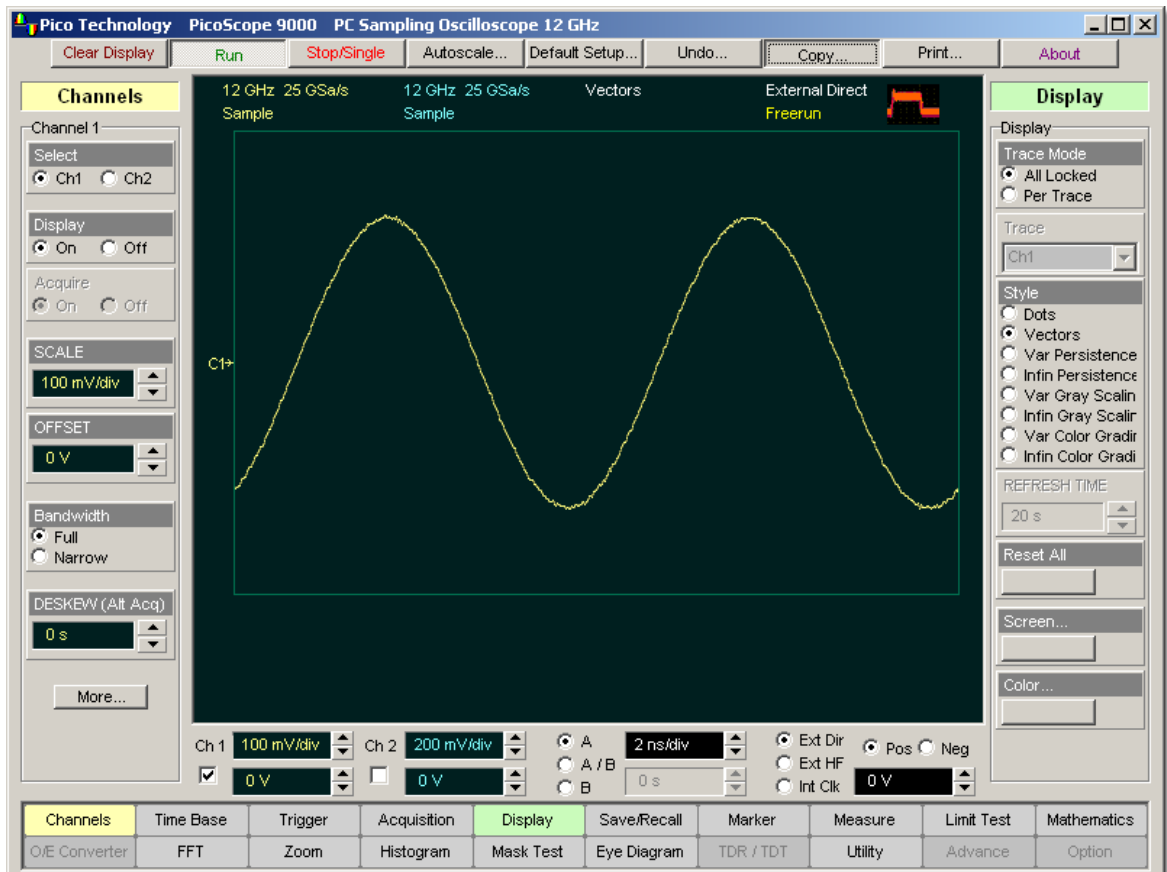 Pico Technology PicoScope 9000 PC Sampling Oscilloscope 12 GHz
Clear Display Run Stop/Single Autoscale... Default Setup... Undo... Copy... Print... About
Channels
Channel 1
Select
Ch1 Ch2
Display
On Off
Acquire
On Off
SCALE
100 mV/div
OFFSET
0 V
Bandwidth
Full
Narrow
DESKEW (Alt Acq)
0 s
More...
12 GHz 25 GSa/s 12 GHz 25 GSa/s Vectors External Direct
Sample Sample Freerun
C1
Display
Display
Trace Mode
All Locked
Per Trace
Trace
Ch1
Style
Dots
Vectors
Var Persistence
Infin Persistence
Var Gray Scalin
Infin Gray Scalin
Var Color Gradin
Infin Color Gradi
REFRESH TIME
20 s
Reset All
Screen...
Color...
Ch 1 100 mV/div Ch 2 200 mV/div A 2 ns/div Ext Dir Pos Neg
A / B Ext HF
0 V 0 V B 0 s Int Clk 0 V
Channels Time Base Trigger Acquisition Display Save/Recall Marker Measure Limit Test Mathematics
O/E Converter FFT Zoom Histogram Mask Test Eye Diagram TDR / TDT Utility Advance Option